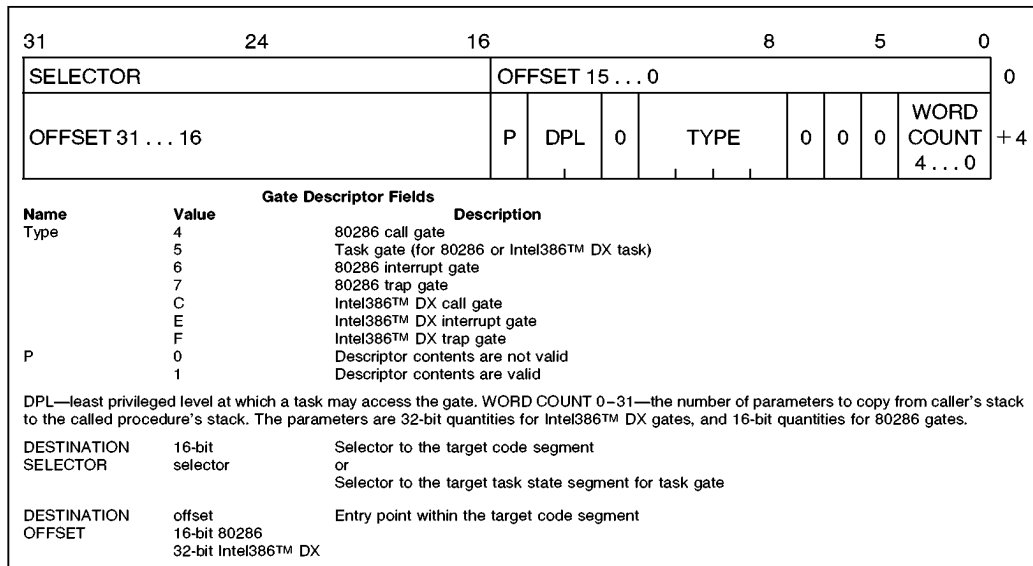 31 24 16 8 5 0
SELECTOR OFFSET 15 . . . 0 0
OFFSET 31 . . . 16 P DPL 0 TYPE 0 0 0 WORD COUNT 4 . . . 0 +4
Gate Descriptor Fields
Name Value Description
Type 4 80286 call gate
5 Task gate (for 80286 or Intel386™ DX task)
6 80286 interrupt gate
7 80286 trap gate
C Intel386™ DX call gate
E Intel386™ DX interrupt gate
F Intel386™ DX trap gate
P 0 Descriptor contents are not valid
1 Descriptor contents are valid
DPL—least privileged level at which a task may access the gate. WORD COUNT 0–31—the number of parameters to copy from caller's stack
to the called procedure's stack. The parameters are 32-bit quantities for Intel386™ DX gates, and 16-bit quantities for 80286 gates.
DESTINATION 16-bit Selector to the target code segment
SELECTOR selector or
Selector to the target task state segment for task gate
DESTINATION offset Entry point within the target code segment
OFFSET 16-bit 80286
32-bit Intel386™ DX